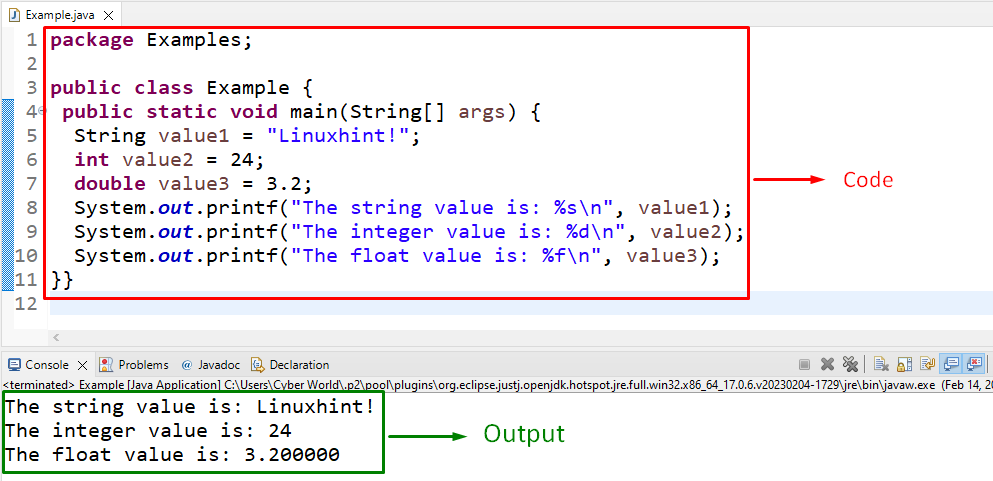 Example.java
1 package Examples;
2
3 public class Example {
4 public static void main(String[] args) {
5 String value1 = "Linuxhint!";
6 int value2 = 24;
7 double value3 = 3.2;
8 System.out.printf("The string value is: %s\n", value1);
9 System.out.printf("The integer value is: %d\n", value2);
10 System.out.printf("The float value is: %f\n", value3);
11 }}
12
Code
Console Problems @ Javadoc Declaration
<terminated> Example [Java Application] C:\Users\Cyber World\.p2\pool\plugins\org.eclipse.justj.openjdk.hotspot.jre.full.win32.x86_64_17.0.6.v20230204-1729\jre\bin\javaw.exe (Feb 14, 20
The string value is: Linuxhint!
The integer value is: 24
The float value is: 3.200000
Output